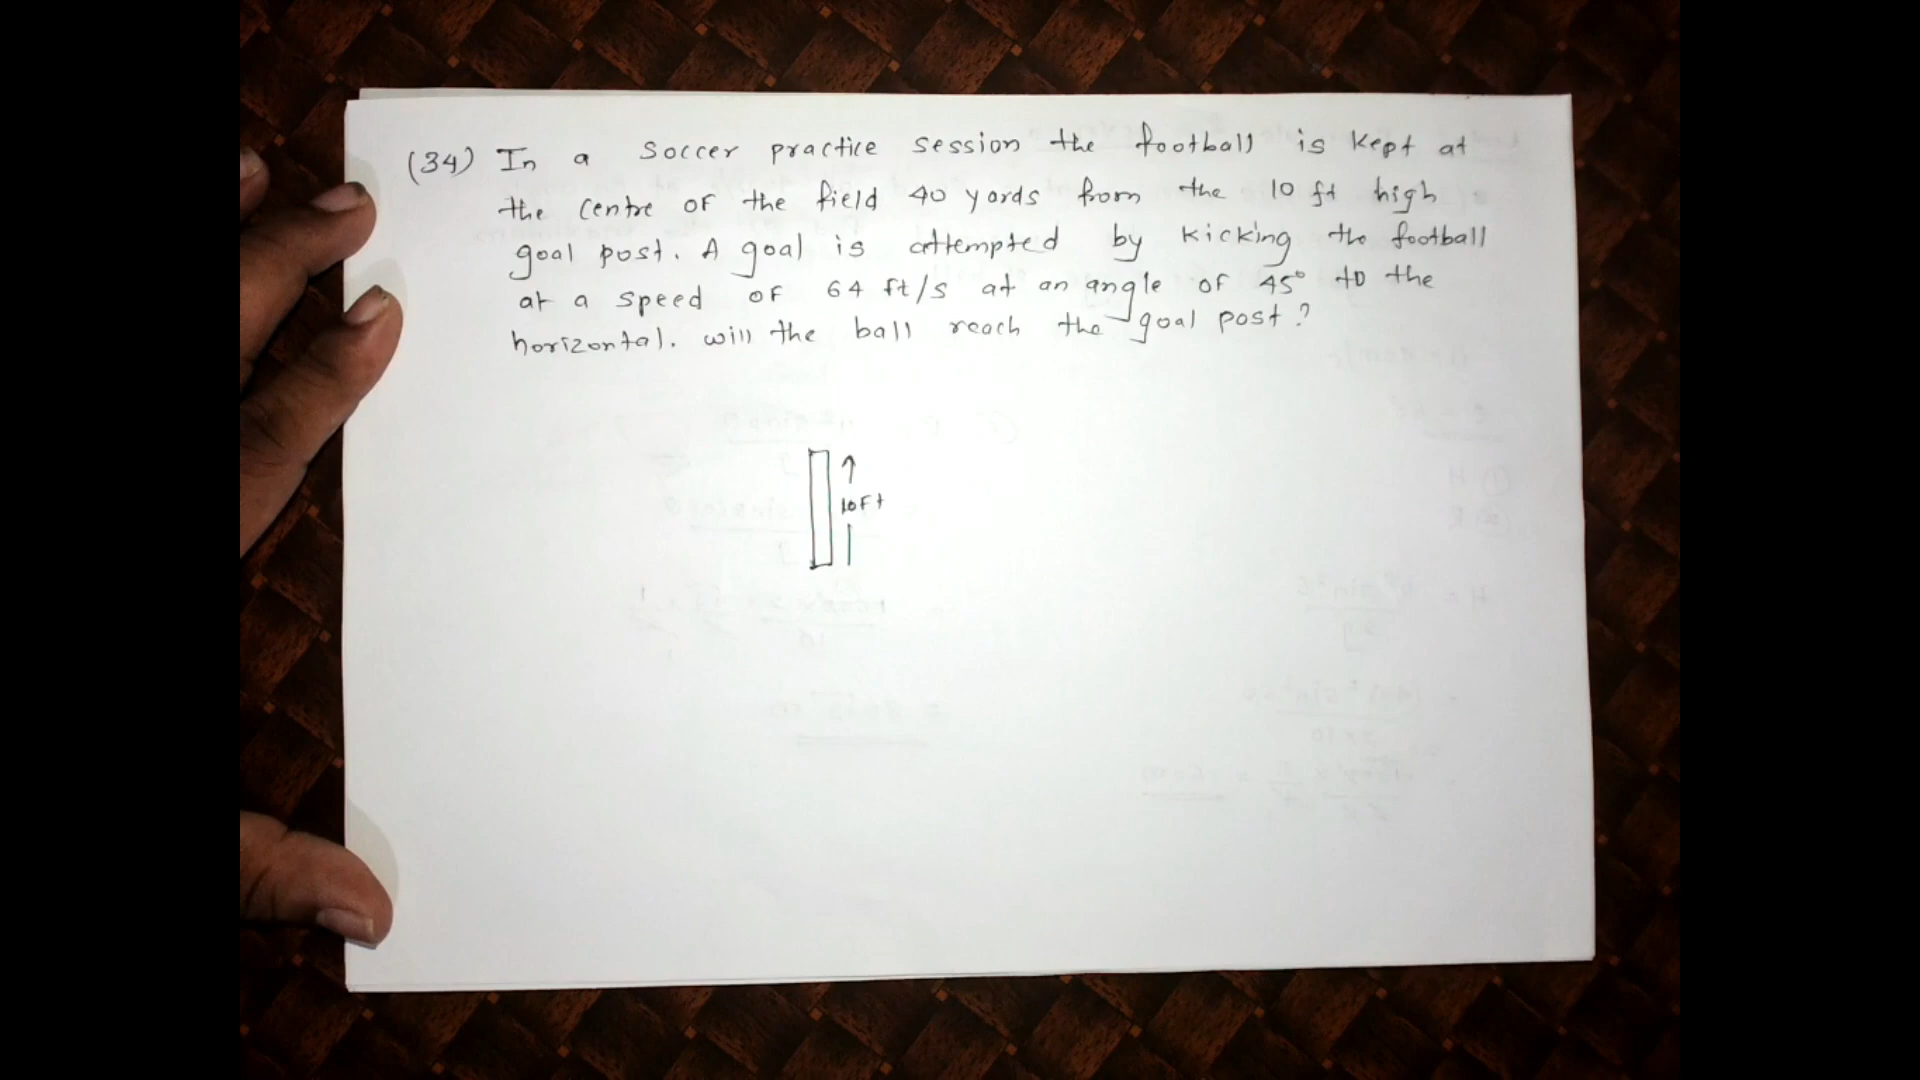 (34) In a soccer practice session the football is kept at
the centre of the field 40 yards from the 10 ft high
goal post. A goal is attempted by kicking the football
at a speed of 64 ft/s at an angle of 45° to the
horizontal. will the ball reach the goal post?
10Ft